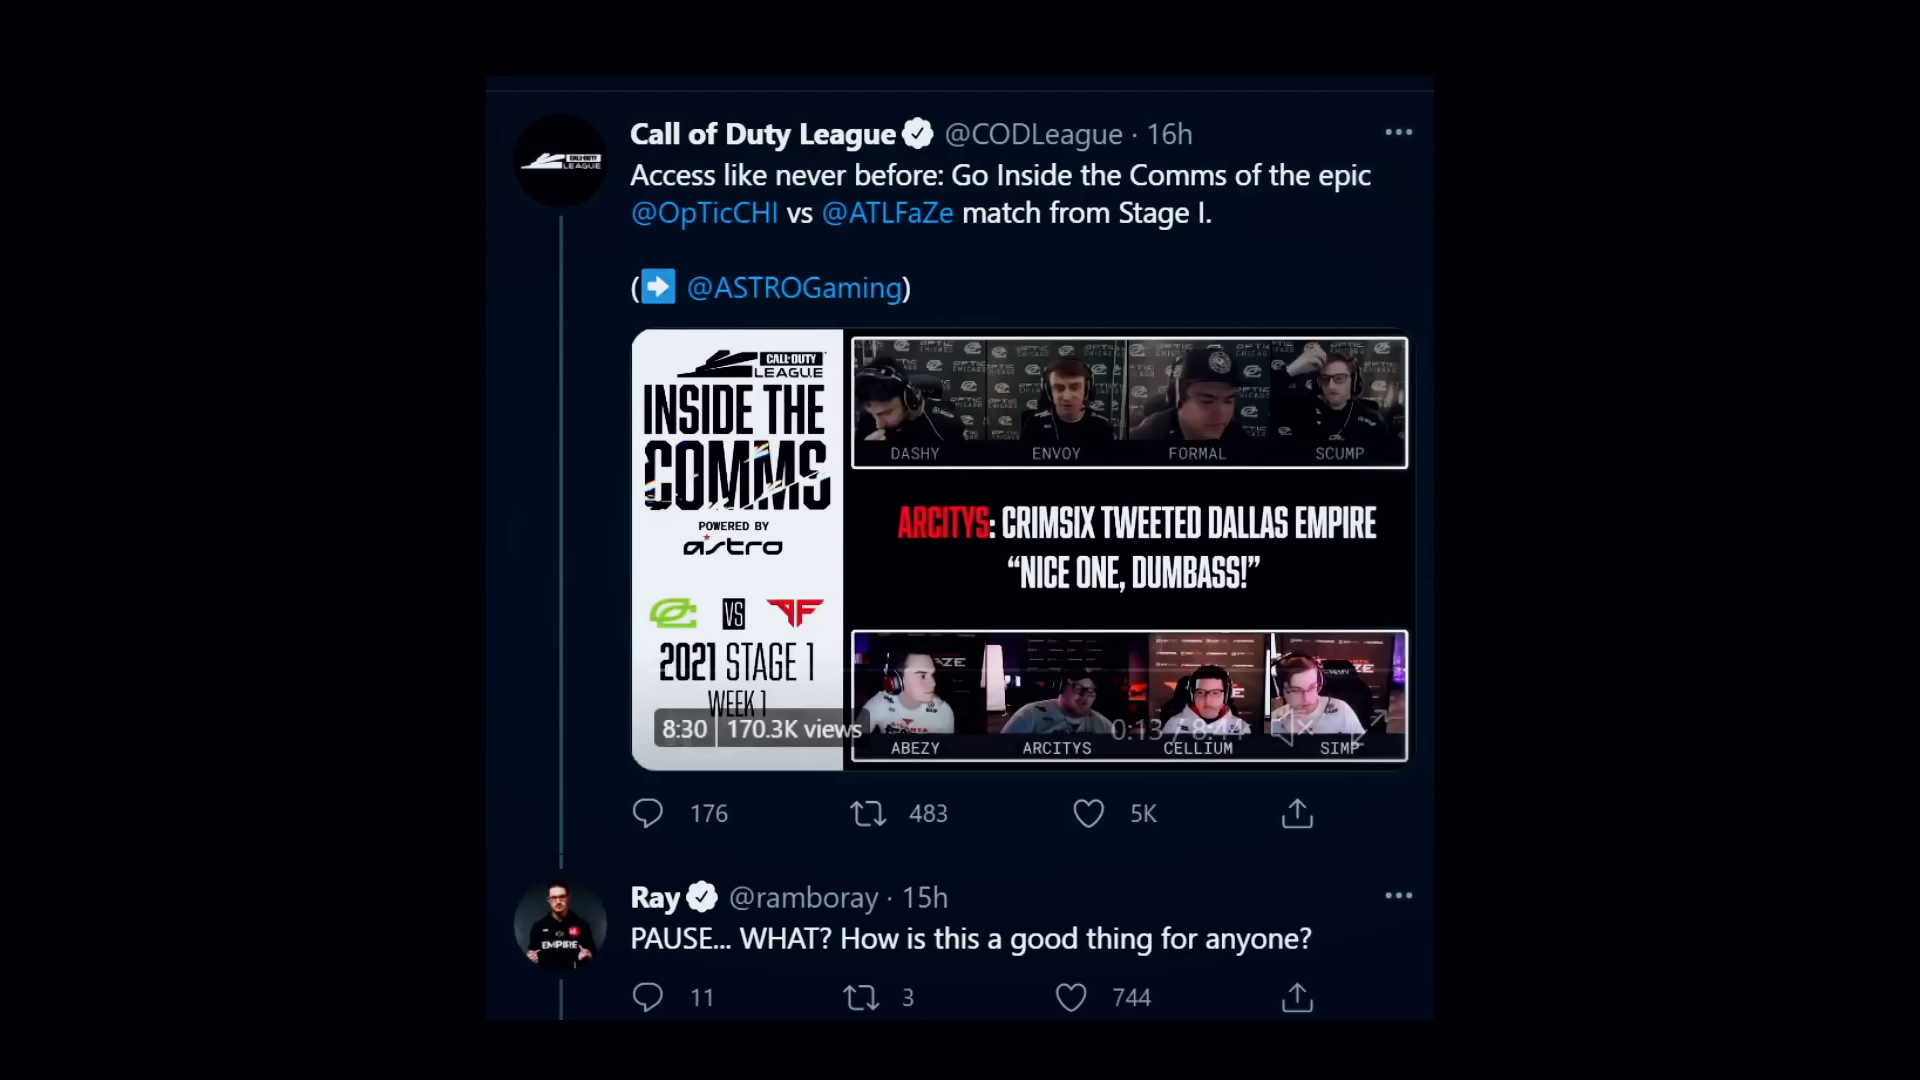 Call of Duty League @CODLeague · 16h
Access like never before: Go Inside the Comms of the epic
@OpTicCHI vs @ATLFaZe match from Stage I.
(➡️ @ASTROGaming)
CALL OF DUTY
LEAGUE
INSIDE THE
COMMS
POWERED BY
astro
VS
2021 STAGE 1
WEEK 1
8:30
170.3K views
DASHY ENVOY FORMAL SCUMP
ARCITYS: CRIMSIX TWEETED DALLAS EMPIRE
“NICE ONE, DUMBASS!”
0:13 / 8:44
ABEZY ARCITYS CELLIUM SIMP
176 483 5K
Ray @ramboray · 15h
EMPIRE
PAUSE... WHAT? How is this a good thing for anyone?
11 3 744